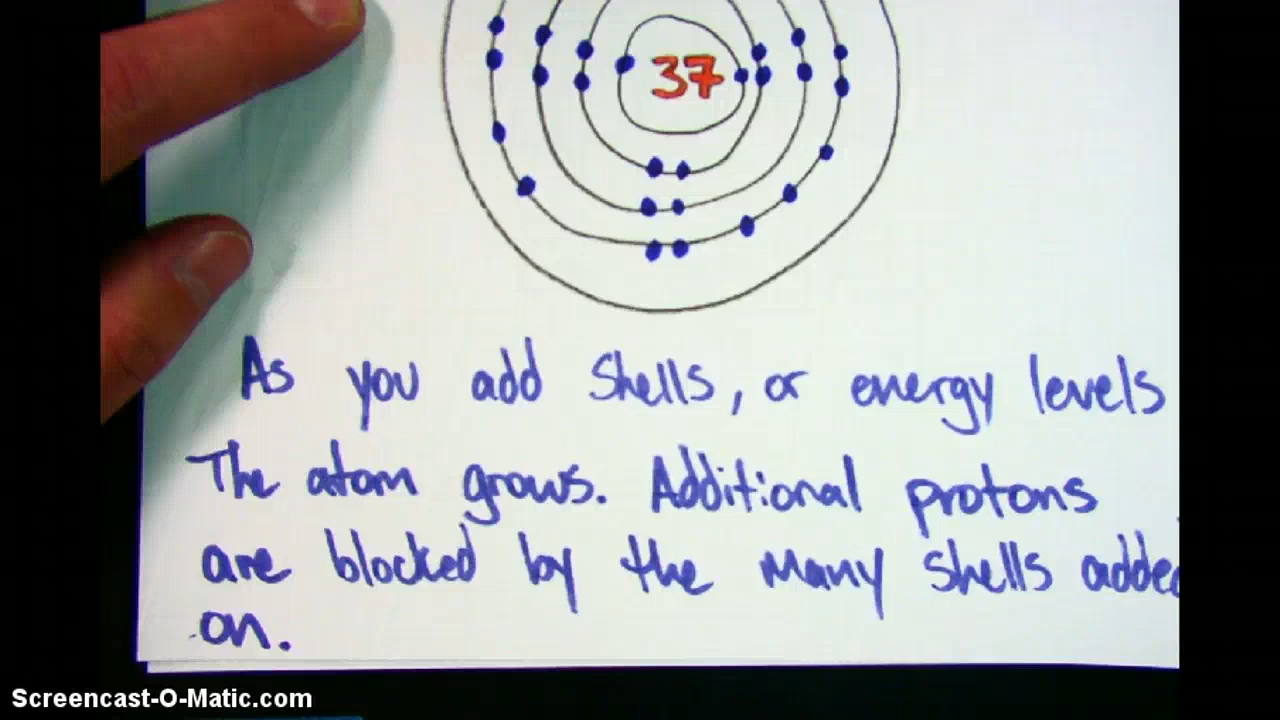 37
As you add shells, or energy levels
The atom grows. Additional protons
are blocked by the many shells added
on.
Screencast-O-Matic.com